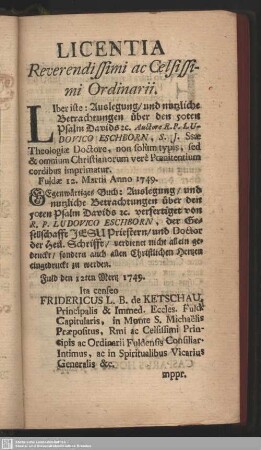 LICENTIA
Reverendissimi ac Celsissi-
mi Ordinarii.
LIber iste: Auslegung/ und nutzliche
Betrachtungen über den 50ten
Psalm Davids ꝛc. Auctore R. P. LU-
DOVICO ESCHBORN, S. J. Ssæ
Theologiæ Doctore, non solùm typis, sed
& omnium Christianorum verè Pœnitentium
cordibus imprimatur.
Fuldæ 12. Martii Anno 1749.
GEgenwärtiges Buch: Auslegung/ und
nutzliche Betrachtungen über den
50ten Psalm Davids ꝛc. verfertiget von
R. P. LUDOVICO ESCHBORN, der Ge-
sellschafft JESU Priestern/ und Doctor
der Heil. Schrifft/ verdienet nicht allein ge-
druckt/ sondern auch allen Christlichen Hertzen
eingedruckt zu werden.
Fuld den 12ten Mertz 1749.
Ita censeo
FRIDERICUS L. B. de KETSCHAU,
Principalis & Immed. Eccles. Fuld.
Capitularis, in Monte S. Michaëlis
Præpositus, Rmi ac Celsissimi Prin-
cipis ac Ordinarii Fuldensis Consiliar.
Intimus, ac in Spiritualibus Vicarius
Generalis &c.
mppr.